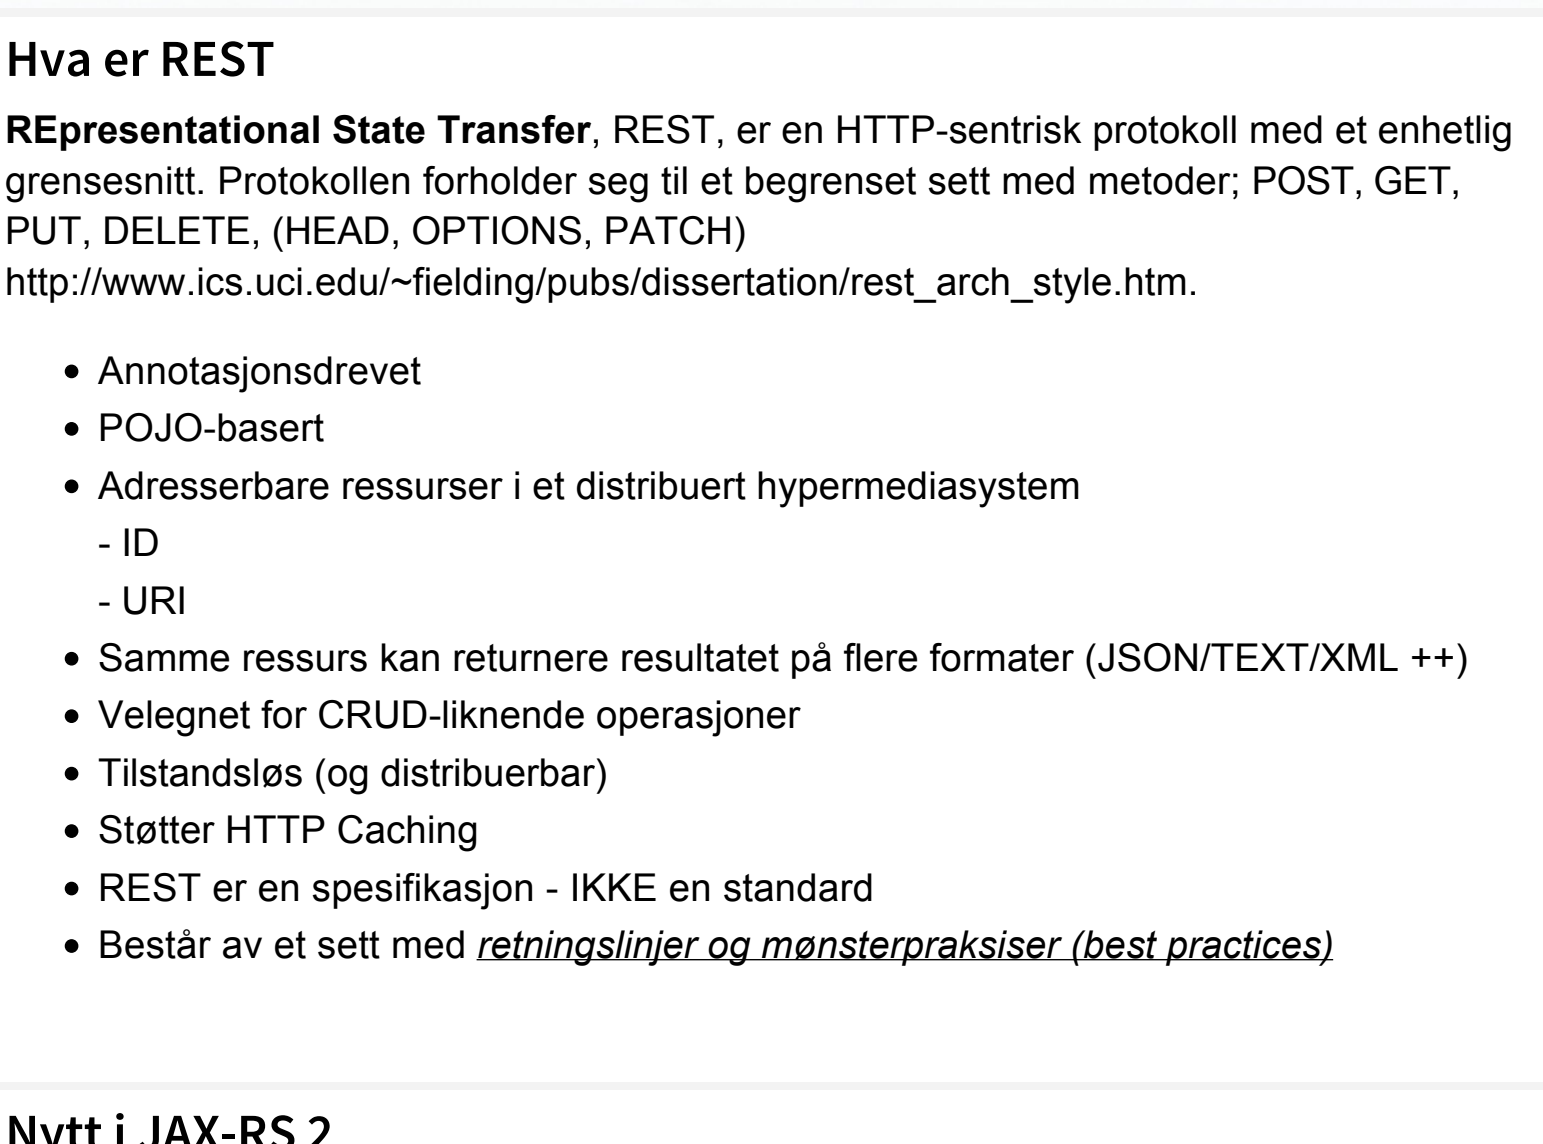 Hva er REST
REpresentational State Transfer, REST, er en HTTP-sentrisk protokoll med et enhetlig
grensesnitt. Protokollen forholder seg til et begrenset sett med metoder; POST, GET,
PUT, DELETE, (HEAD, OPTIONS, PATCH)
http://www.ics.uci.edu/~fielding/pubs/dissertation/rest_arch_style.htm.
• Annotasjonsdrevet
• POJO-basert
• Adresserbare ressurser i et distribuert hypermediasystem
- ID
- URI
• Samme ressurs kan returnere resultatet på flere formater (JSON/TEXT/XML ++)
• Velegnet for CRUD-liknende operasjoner
• Tilstandsløs (og distribuerbar)
• Støtter HTTP Caching
• REST er en spesifikasjon - IKKE en standard
• Består av et sett med retningslinjer og mønsterpraksiser (best practices)
Nytt i JAX-RS 2